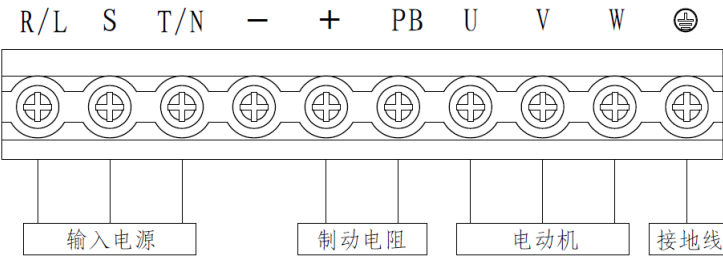 R/L S T/N － + PB U V W ⏚
输入电源 制动电阻 电动机 接地线